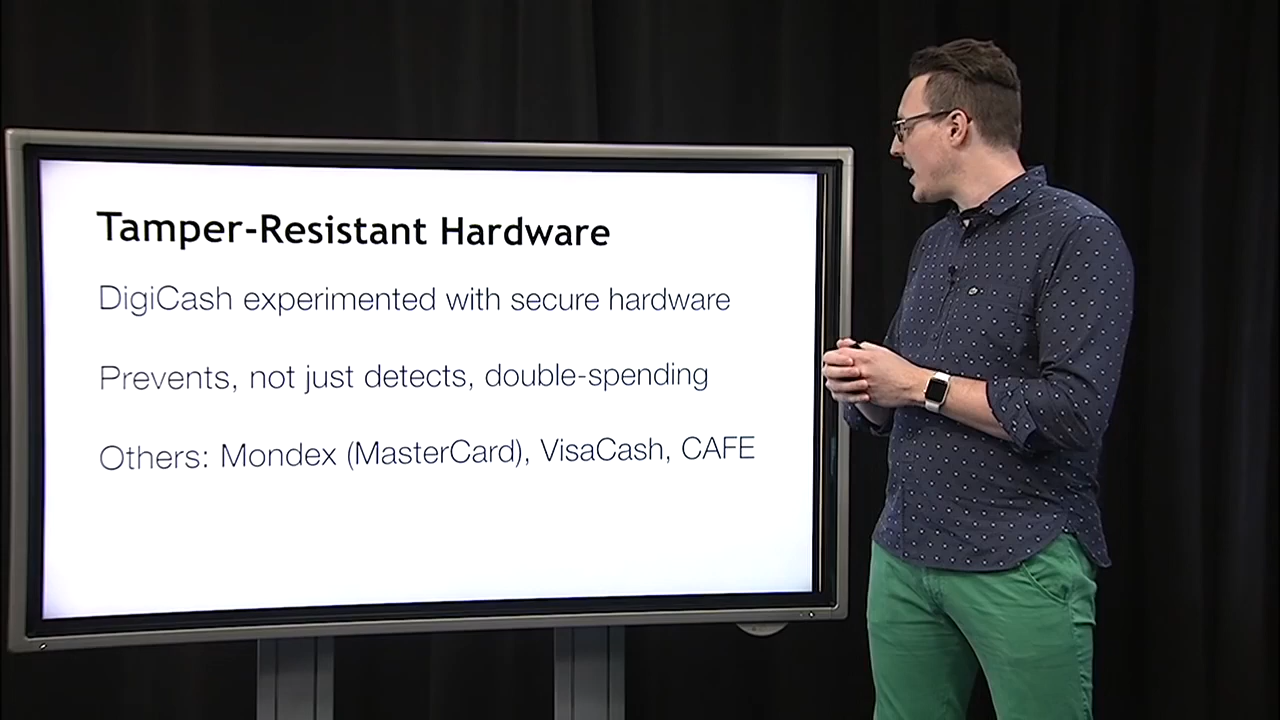 Tamper-Resistant Hardware
DigiCash experimented with secure hardware
Prevents, not just detects, double-spending
Others: Mondex (MasterCard), VisaCash, CAFE